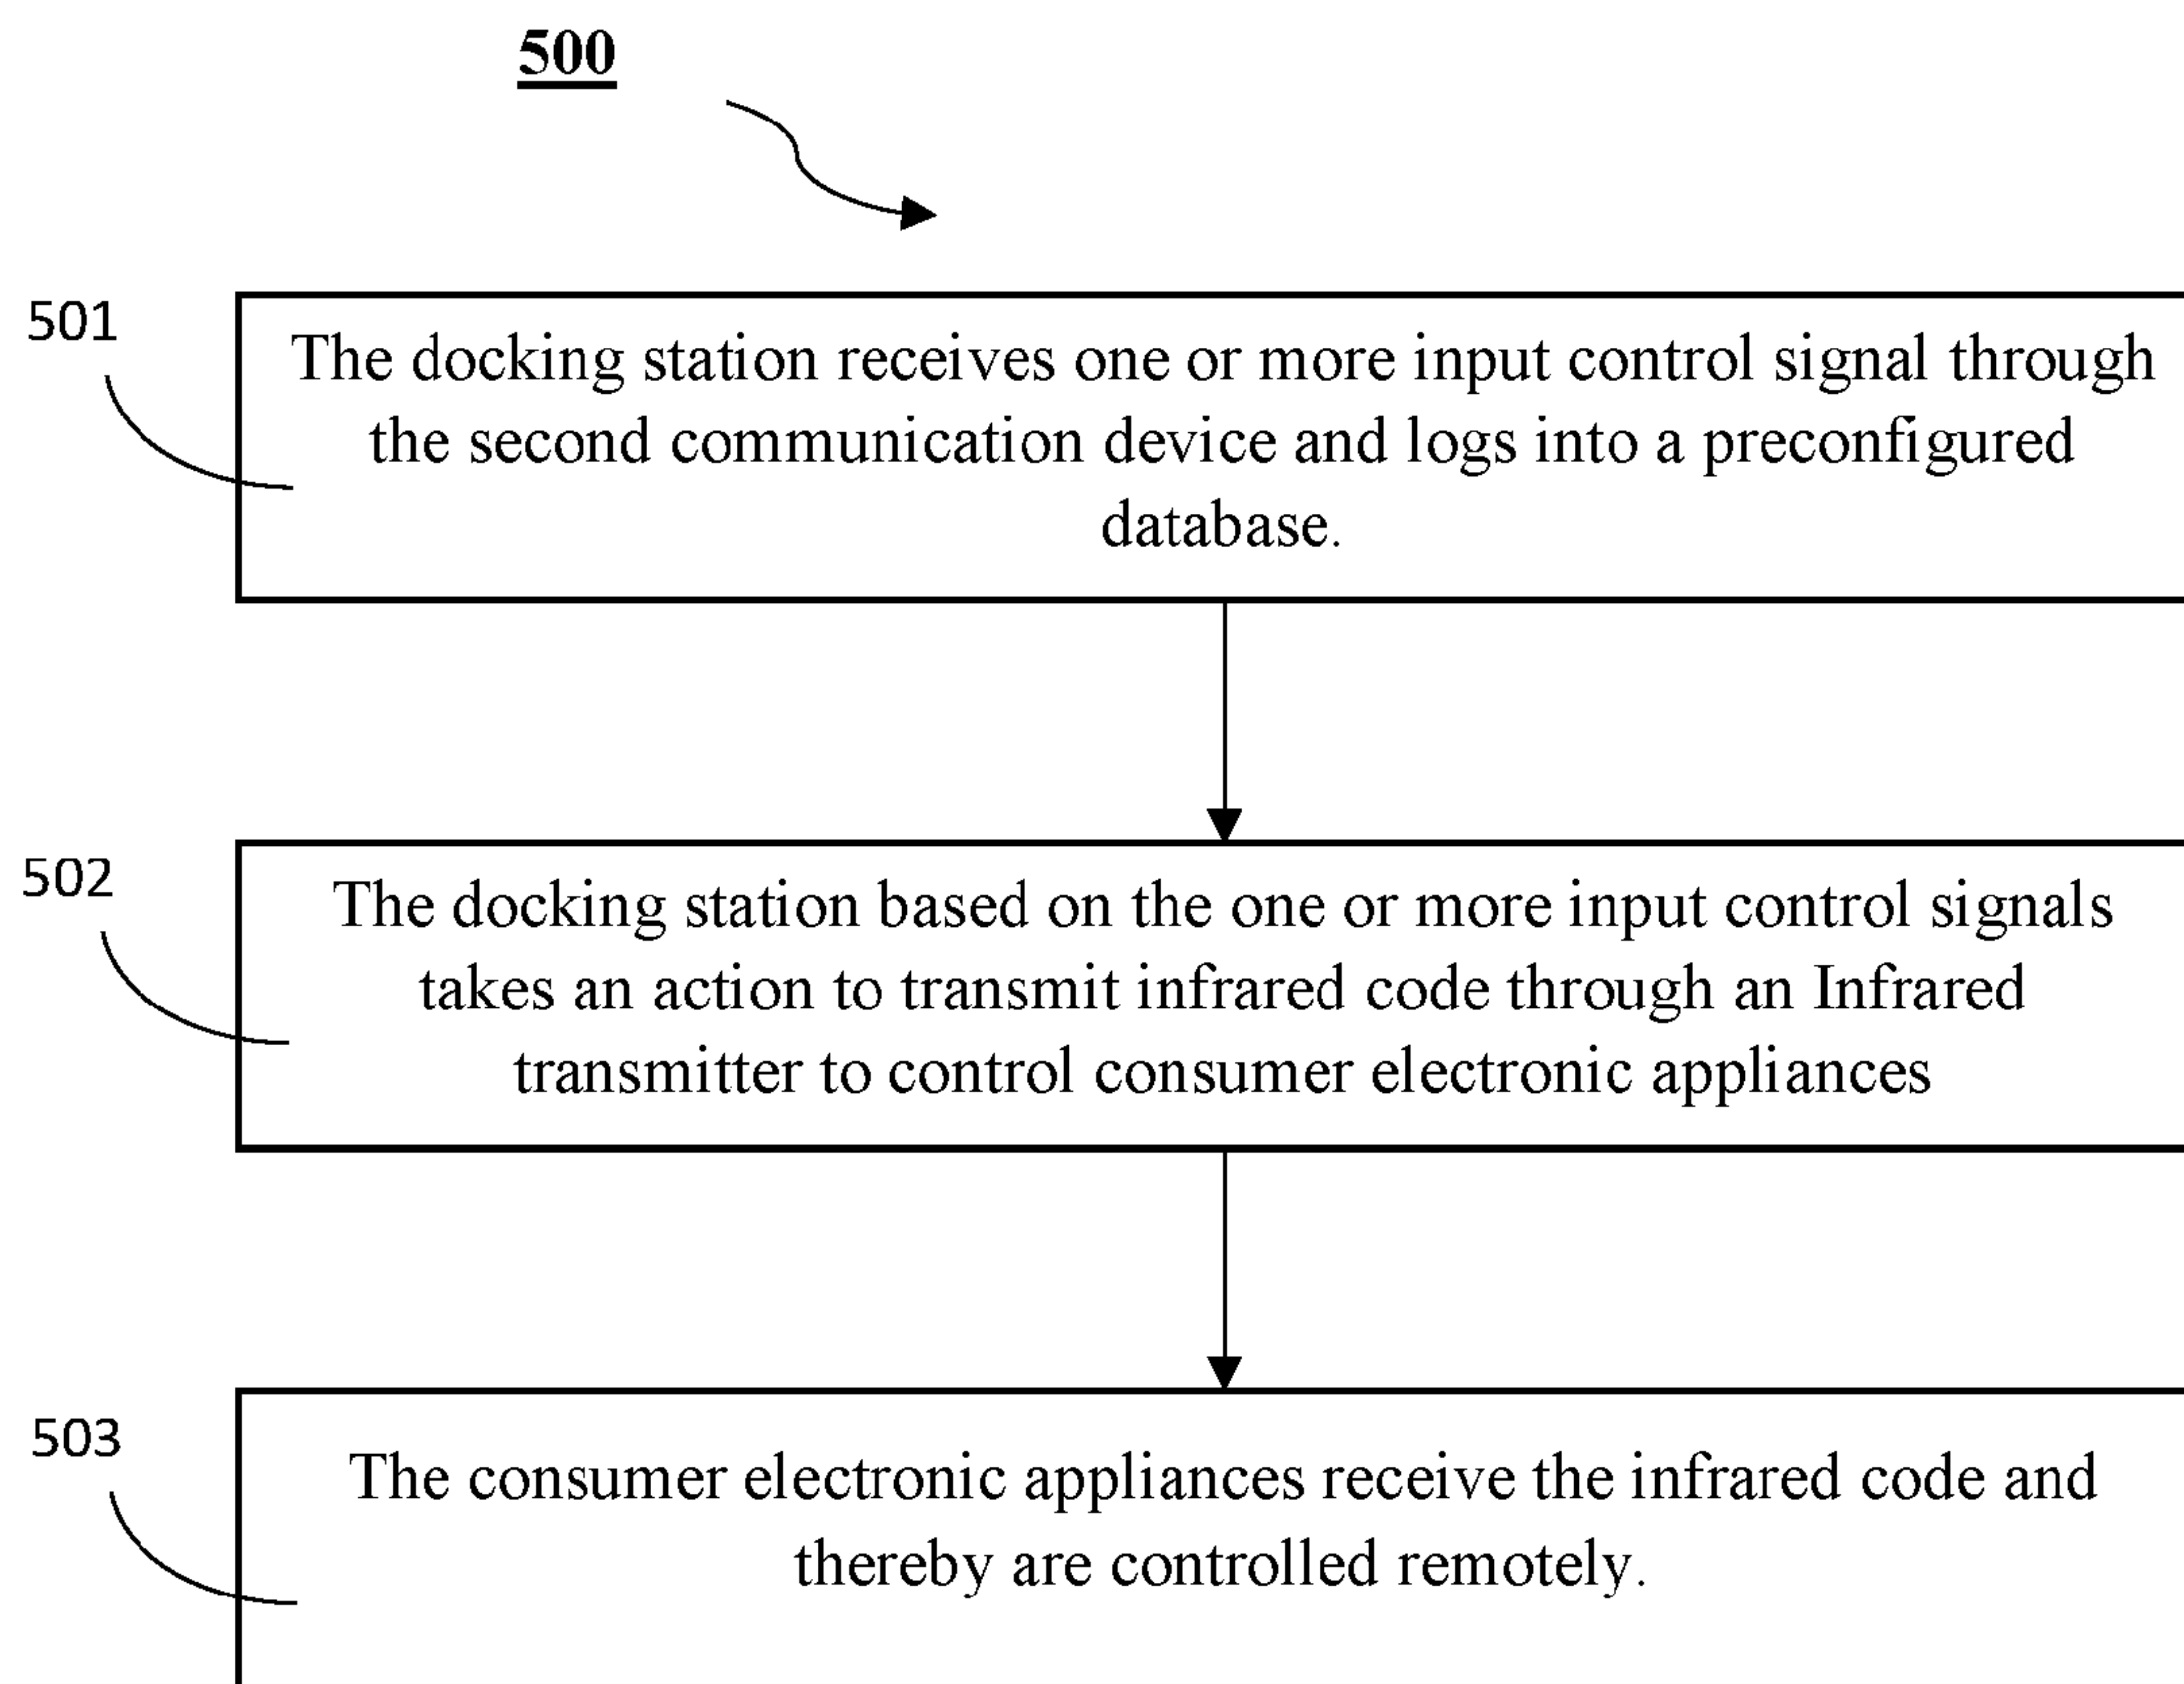 500
501
The docking station receives one or more input control signal through
the second communication device and logs into a preconfigured
database.
502
The docking station based on the one or more input control signals
takes an action to transmit infrared code through an Infrared
transmitter to control consumer electronic appliances
503
The consumer electronic appliances receive the infrared code and
thereby are controlled remotely.